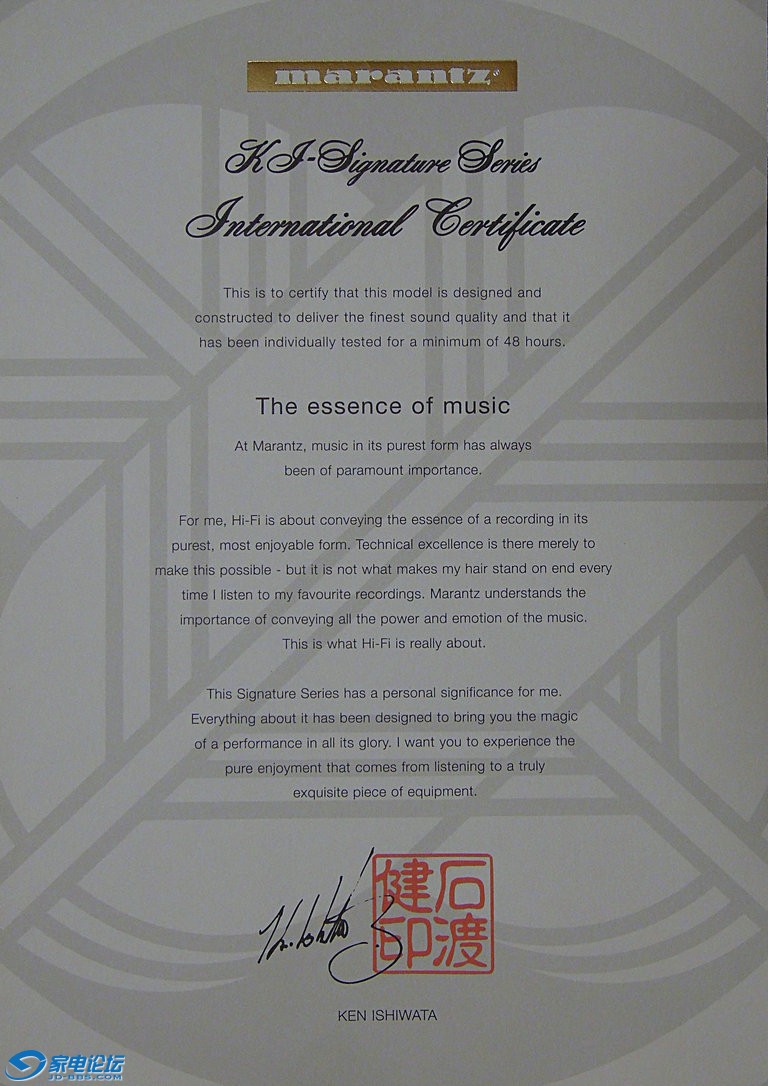 marantz
KI-Signature Series
International Certificate
This is to certify that this model is designed and
constructed to deliver the finest sound quality and that it
has been individually tested for a minimum of 48 hours.
The essence of music
At Marantz, music in its purest form has always
been of paramount importance.
For me, Hi-Fi is about conveying the essence of a recording in its
purest, most enjoyable form. Technical excellence is there merely to
make this possible - but it is not what makes my hair stand on end every
time I listen to my favourite recordings. Marantz understands the
importance of conveying all the power and emotion of the music.
This is what Hi-Fi is really about.
This Signature Series has a personal significance for me.
Everything about it has been designed to bring you the magic
of a performance in all its glory. I want you to experience the
pure enjoyment that comes from listening to a truly
exquisite piece of equipment.
石渡
健印
KEN ISHIWATA
家电论坛
JD-BBS.COM